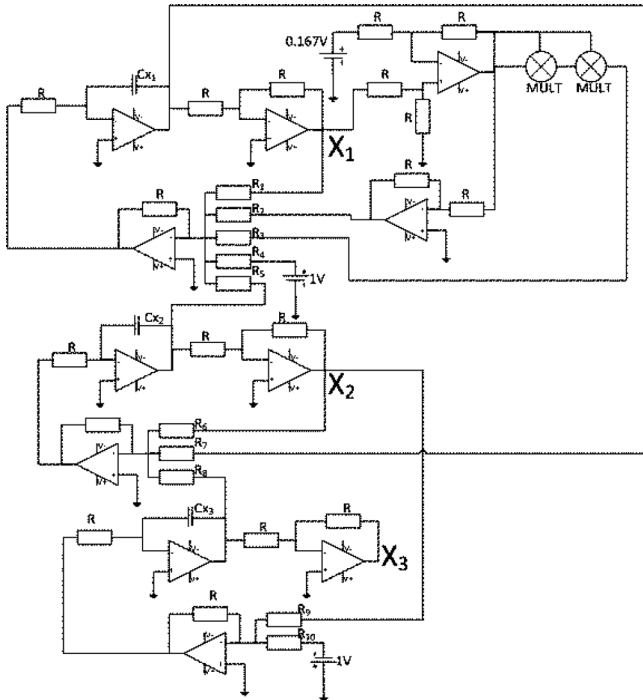 R
R
0.167V
Cx₁
R
R
R
R
MULT
MULT
R
X₁
R₁
R
R
R₂
R
R₃
R₄
R₅
1V
Cx₂
R
R
R
X₂
R₆
R₇
R₈
Cx₃
R
R
R
X₃
R
R₉
R₁₀
1V